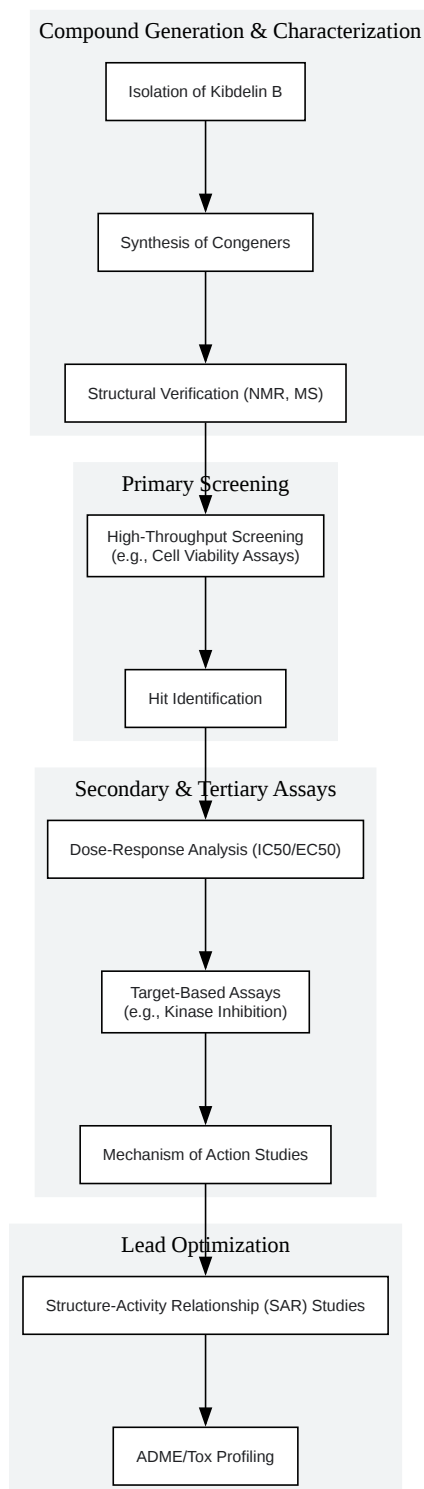 Compound Generation & Characterization
Isolation of Kibdelin B
Synthesis of Congeners
Structural Verification (NMR, MS)
Primary Screening
High-Throughput Screening
(e.g., Cell Viability Assays)
Hit Identification
Secondary & Tertiary Assays
Dose-Response Analysis (IC50/EC50)
Target-Based Assays
(e.g., Kinase Inhibition)
Mechanism of Action Studies
Lead Optimization
Structure-Activity Relationship (SAR) Studies
ADME/Tox Profiling